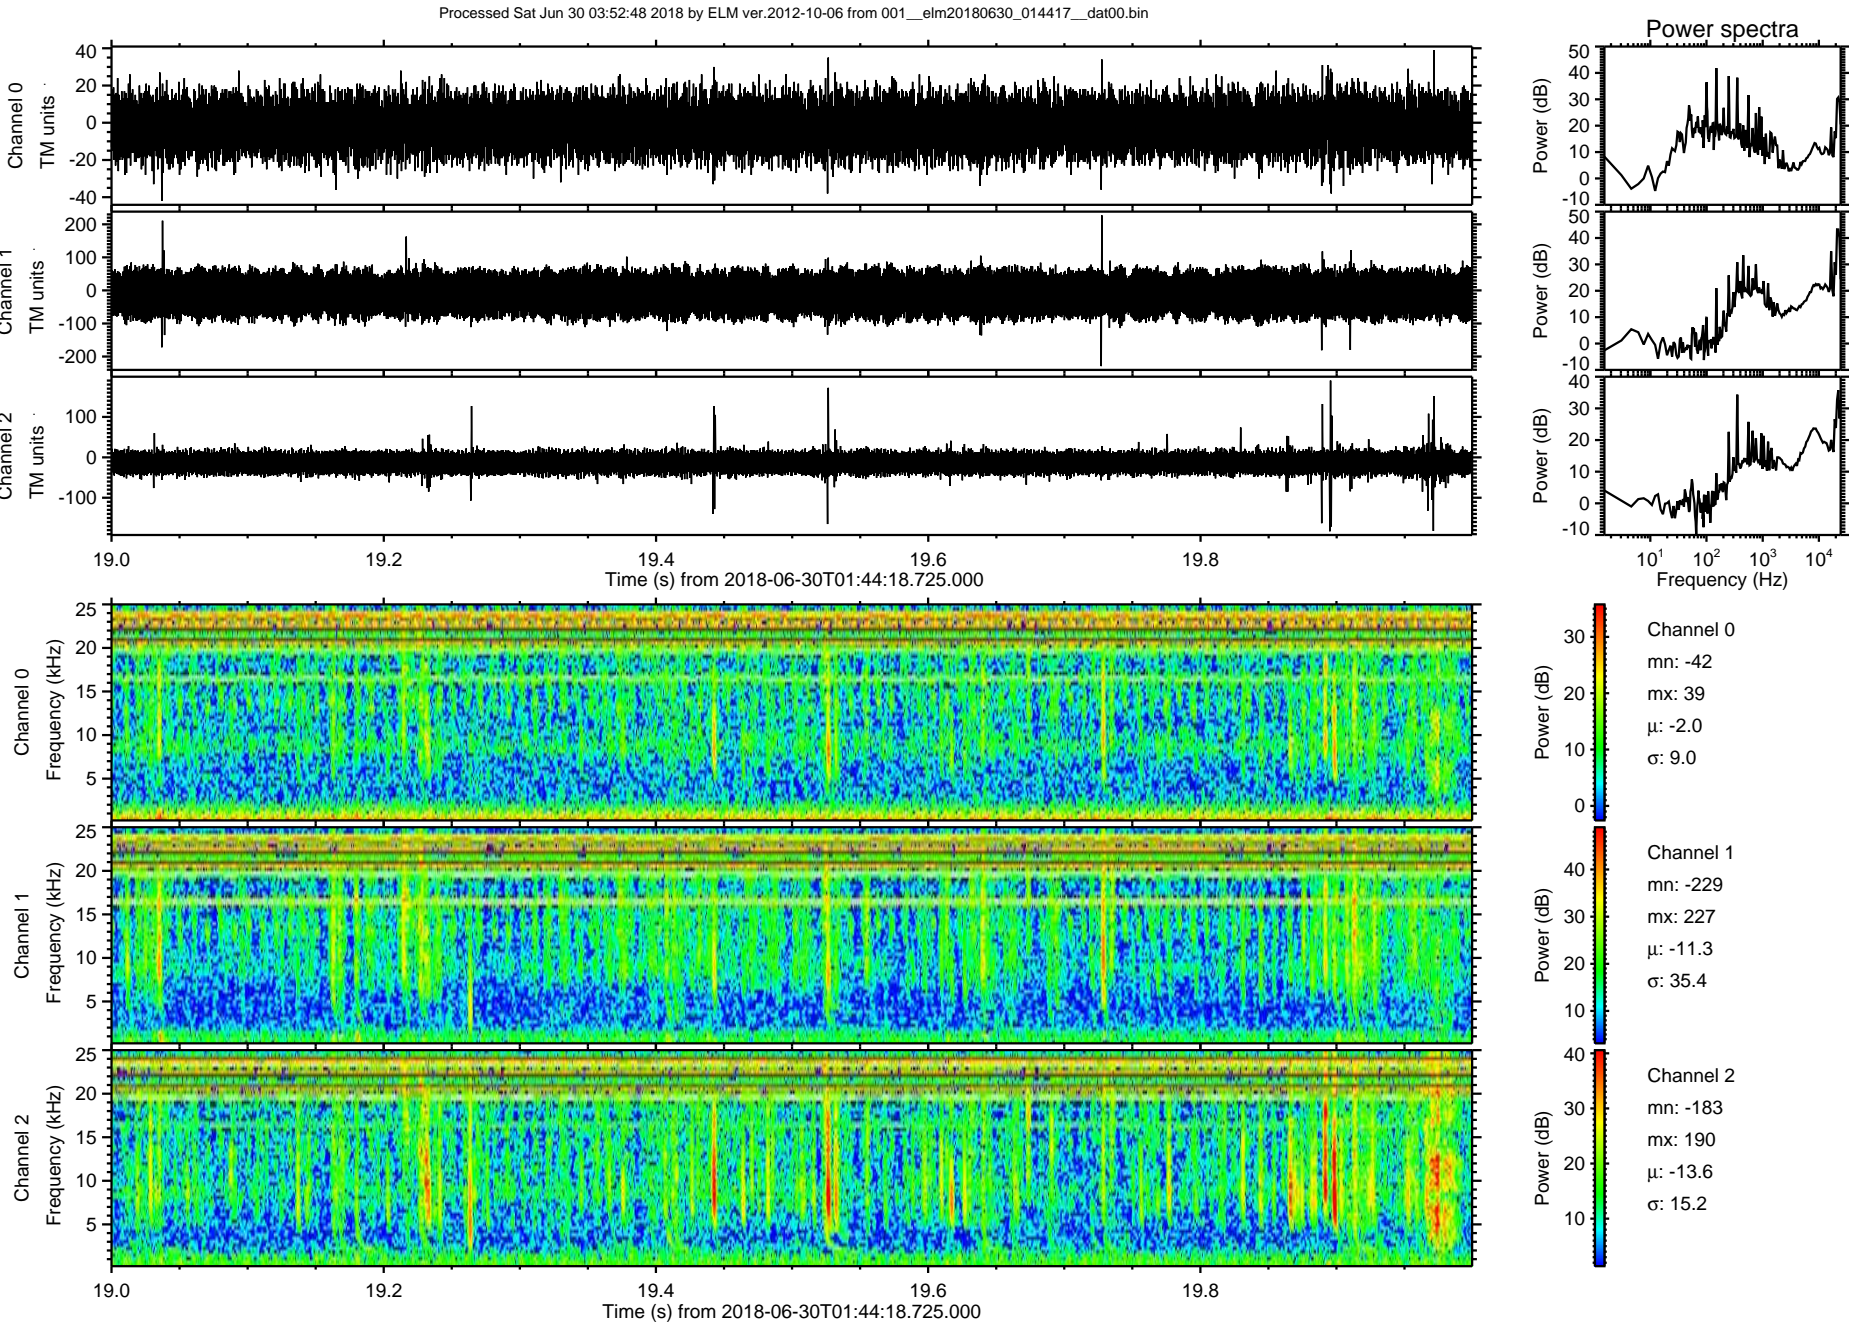 Processed Sat Jun 30 03:52:48 2018 by ELM ver.2012-10-06 from 001__elm20180630_014417__dat00.bin
Power spectra
Channel 0
TM units
40
20
0
-20
-40
Power (dB)
50
40
30
20
10
0
-10
Channel 1
TM units
200
100
0
-100
-200
Power (dB)
50
40
30
20
10
0
-10
Channel 2
TM units
100
0
-100
Power (dB)
40
30
20
10
0
-10
19.0 19.2 19.4 19.6 19.8
Time (s) from 2018-06-30T01:44:18.725.000
10^1 10^2 10^3 10^4
Frequency (Hz)
Channel 0
Frequency (kHz)
25
20
15
10
5
Power (dB)
30
20
10
0
Channel 0
mn: -42
mx: 39
μ: -2.0
σ: 9.0
Channel 1
Frequency (kHz)
25
20
15
10
5
Power (dB)
40
30
20
10
Channel 1
mn: -229
mx: 227
μ: -11.3
σ: 35.4
Channel 2
Frequency (kHz)
25
20
15
10
5
Power (dB)
40
30
20
10
Channel 2
mn: -183
mx: 190
μ: -13.6
σ: 15.2
19.0 19.2 19.4 19.6 19.8
Time (s) from 2018-06-30T01:44:18.725.000